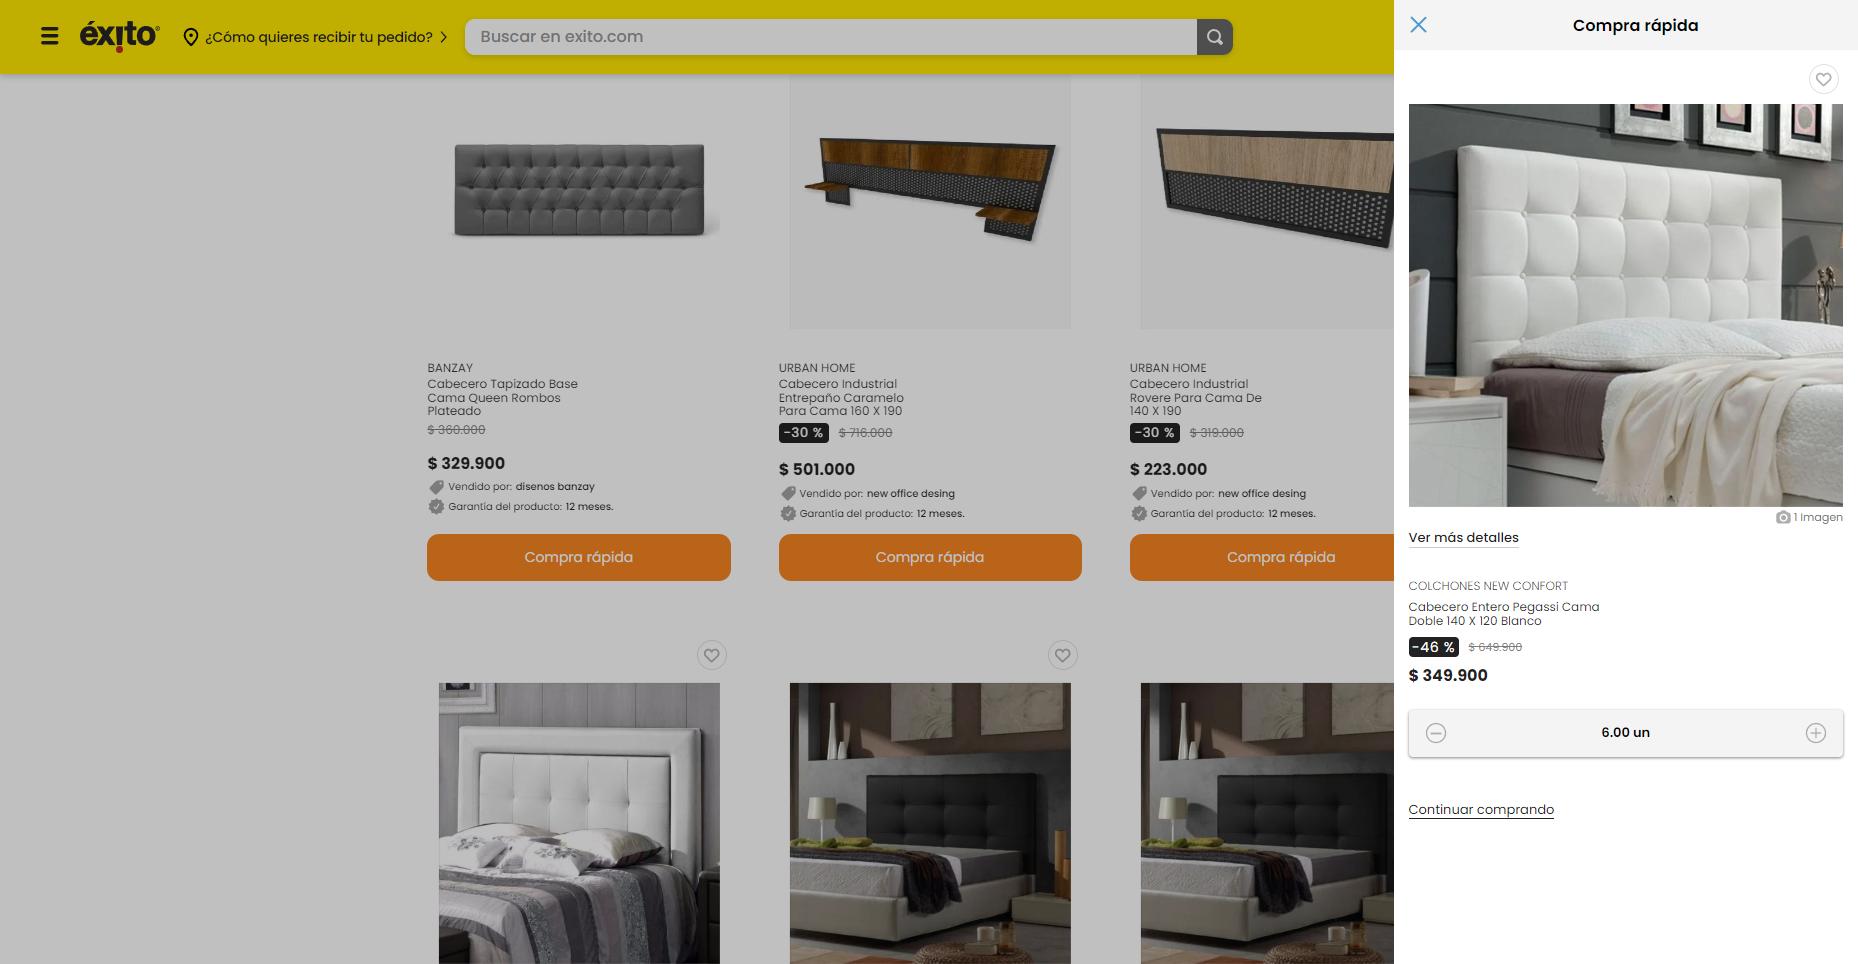 éxito
¿Cómo quieres recibir tu pedido?
Buscar en exito.com
BANZAY
Cabecero Tapizado Base
Cama Queen Rombos
Plateado
$ 360.000
$ 329.900
Vendido por: disenos banzay
Garantía del producto: 12 meses.
Compra rápida
URBAN HOME
Cabecero Industrial
Entrepaño Caramelo
Para Cama 160 X 190
-30 % $ 716.000
$ 501.000
Vendido por: new office desing
Garantía del producto: 12 meses.
Compra rápida
URBAN HOME
Cabecero Industrial
Rovere Para Cama De
140 X 190
-30 % $ 319.000
$ 223.000
Vendido por: new office desing
Garantía del producto: 12 meses.
Compra rápida
Compra rápida
1 Imagen
Ver más detalles
COLCHONES NEW CONFORT
Cabecero Entero Pegassi Cama
Doble 140 X 120 Blanco
-46 % $ 649.900
$ 349.900
6.00 un
Continuar comprando